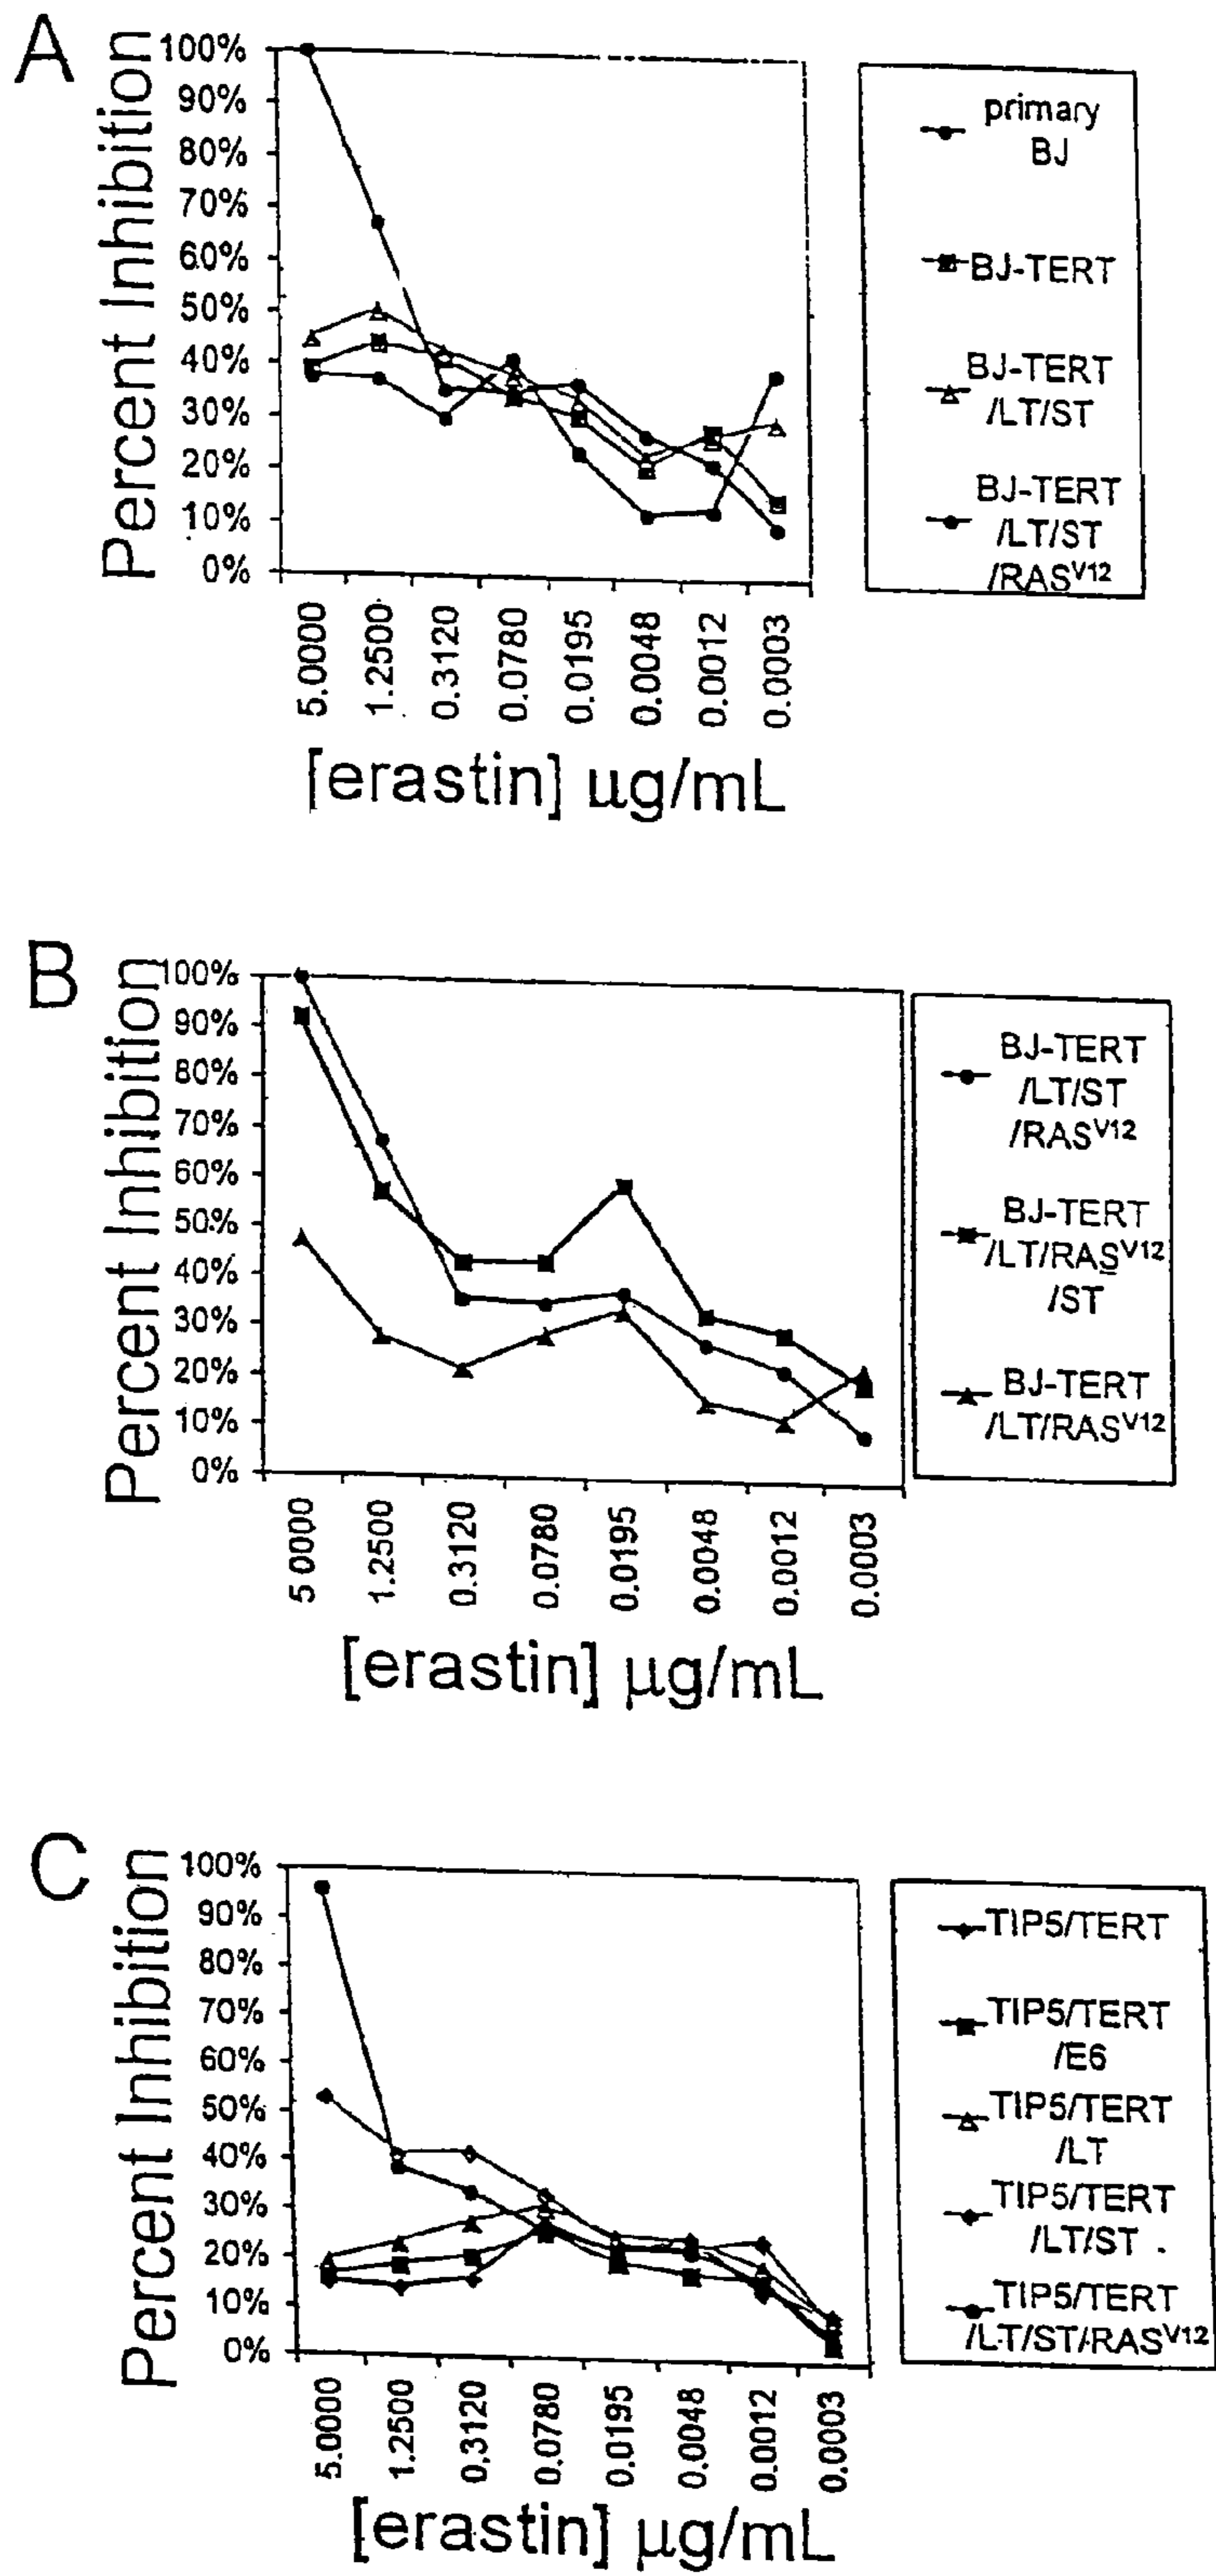 A
Percent Inhibition
100%
90%
80%
70%
60%
50%
40%
30%
20%
10%
0%
5.0000
1.2500
0.3120
0.0780
0.0195
0.0048
0.0012
0.0003
[erastin] µg/mL
primary
BJ
BJ-TERT
BJ-TERT
/LT/ST
BJ-TERT
/LT/ST
/RASV12
B
Percent Inhibition
100%
90%
80%
70%
60%
50%
40%
30%
20%
10%
0%
5 0000
1.2500
0.3120
0.0780
0.0195
0.0048
0.0012
0.0003
[erastin] µg/mL
BJ-TERT
/LT/ST
/RASV12
BJ-TERT
/LT/RASV12
/ST
BJ-TERT
/LT/RASV12
C
Percent Inhibition
100%
90%
80%
70%
60%
50%
40%
30%
20%
10%
0%
5.0000
1.2500
0.3120
0.0780
0.0195
0.0048
0.0012
0.0003
[erastin] µg/mL
TIP5/TERT
TIP5/TERT
/E6
TIP5/TERT
/LT
TIP5/TERT
/LT/ST
TIP5/TERT
/LT/ST/RASV12